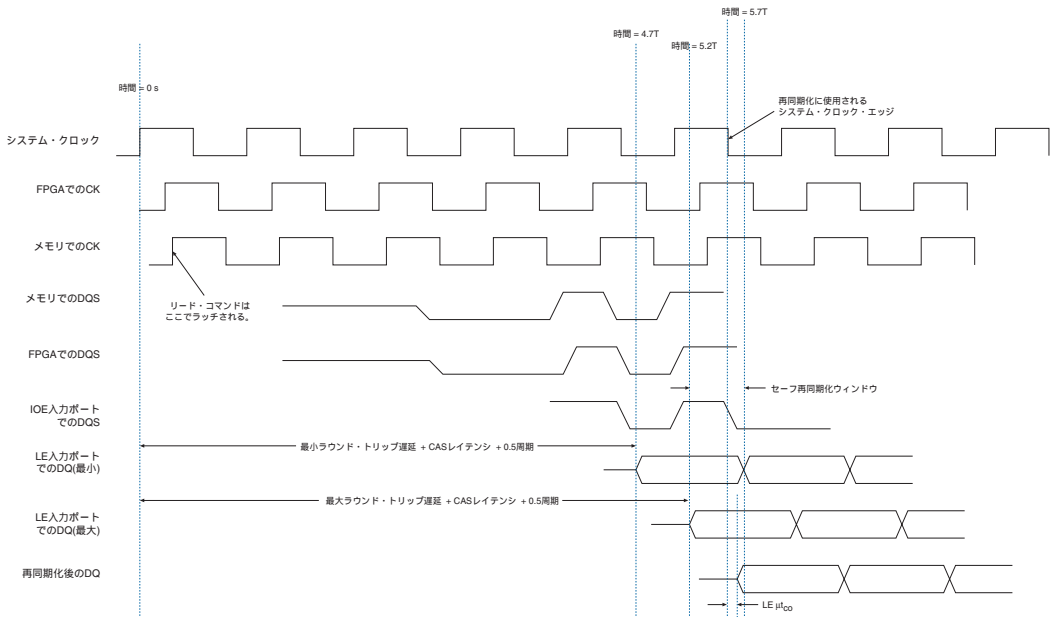 時間 = 5.7T
時間 = 4.7T
時間 = 5.2T
時間 = 0 s
再同期化に使用される
システム・クロック・エッジ
システム・クロック
FPGAでのCK
メモリでのCK
リード・コマンドは
ここでラッチされる。
メモリでのDQS
FPGAでのDQS
セーフ再同期化ウィンドウ
IOE入力ポート
でのDQS
最小ラウンド・トリップ遅延 + CASレイテンシ + 0.5周期
LE入力ポート
でのDQ(最小)
最大ラウンド・トリップ遅延 + CASレイテンシ + 0.5周期
LE入力ポート
でのDQ(最大)
再同期化後のDQ
LE µtco